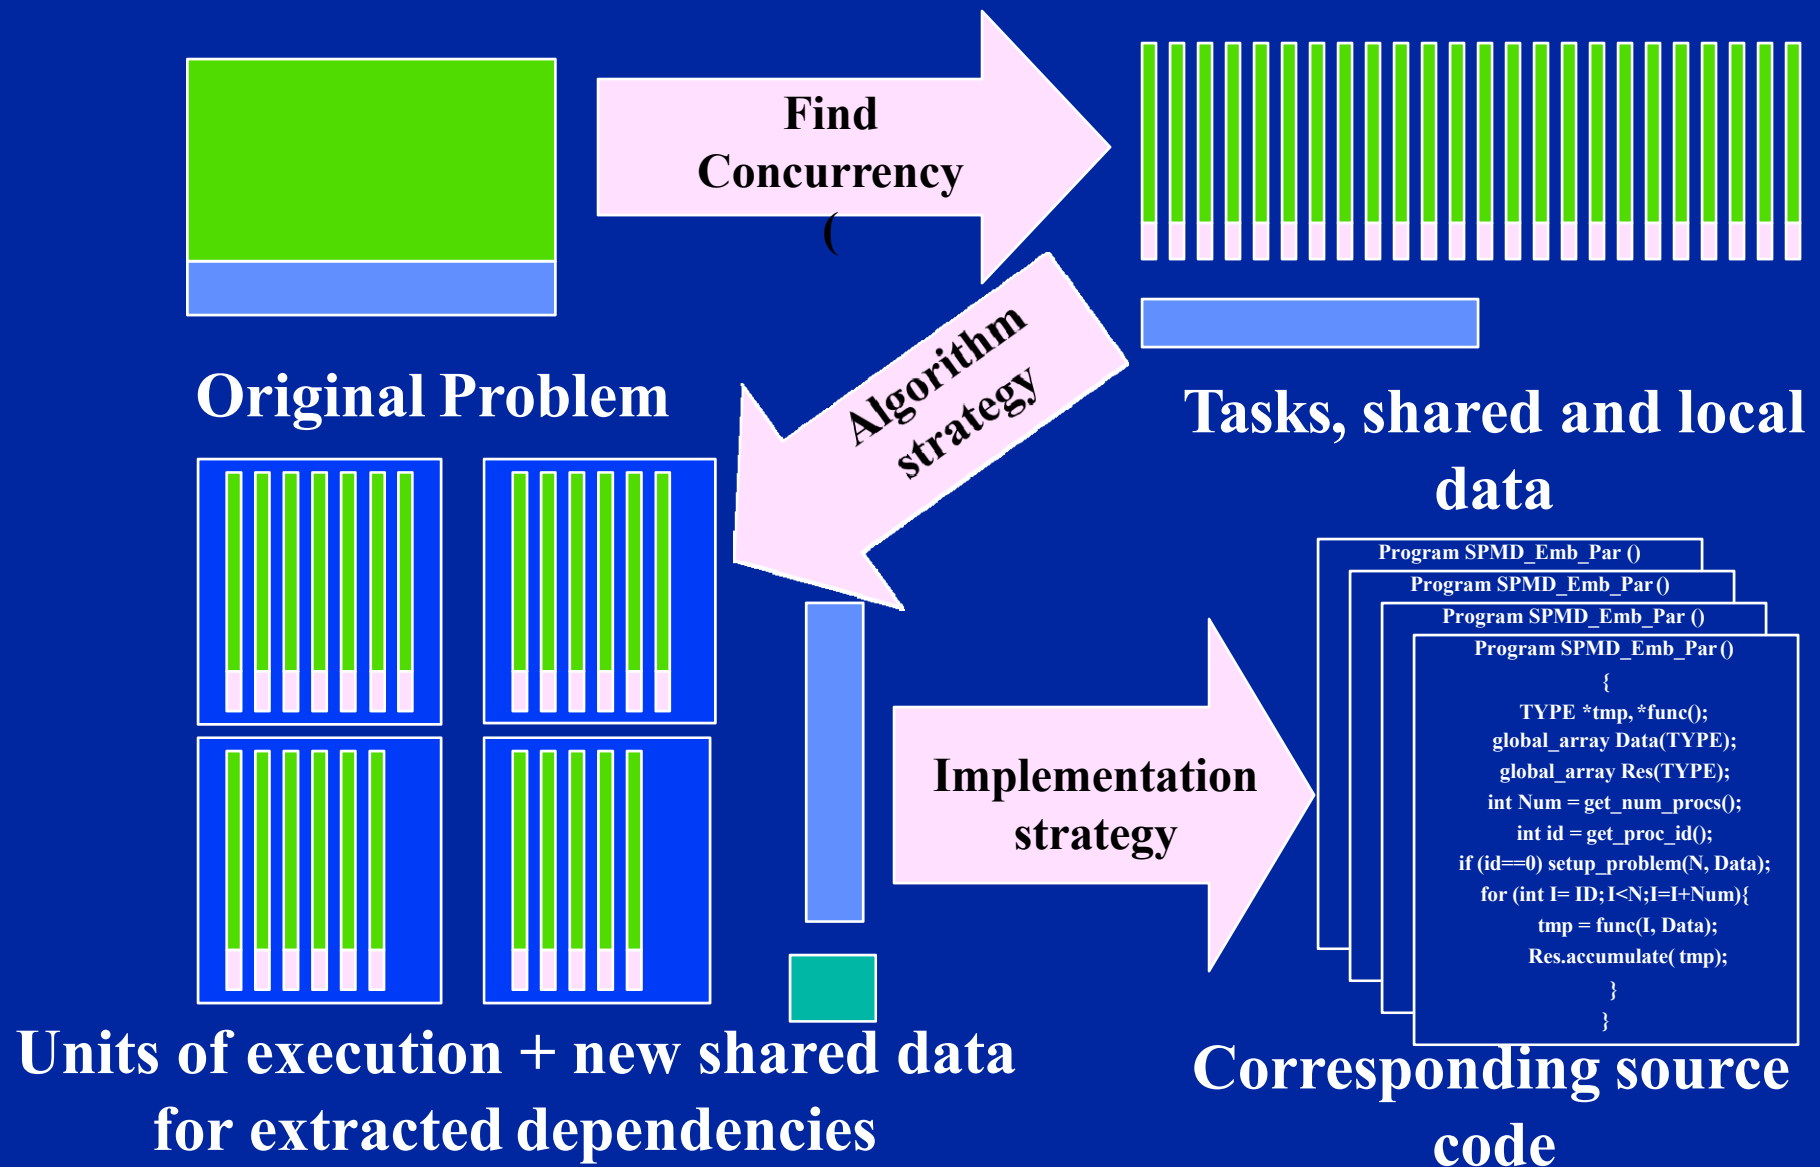 Find
Concurrency
(
Original Problem
Algorithm
strategy
Tasks, shared and local
data
Program SPMD_Emb_Par ()
Program SPMD_Emb_Par ()
Program SPMD_Emb_Par ()
Program SPMD_Emb_Par ()
{
TYPE *tmp, *func();
global_array Data(TYPE);
global_array Res(TYPE);
int Num = get_num_procs();
int id = get_proc_id();
if (id==0) setup_problem(N, Data);
for (int I= ID; I<N;I=I+Num){
tmp = func(I, Data);
Res.accumulate( tmp);
}
}
Implementation
strategy
Units of execution + new shared data
for extracted dependencies
Corresponding source
code